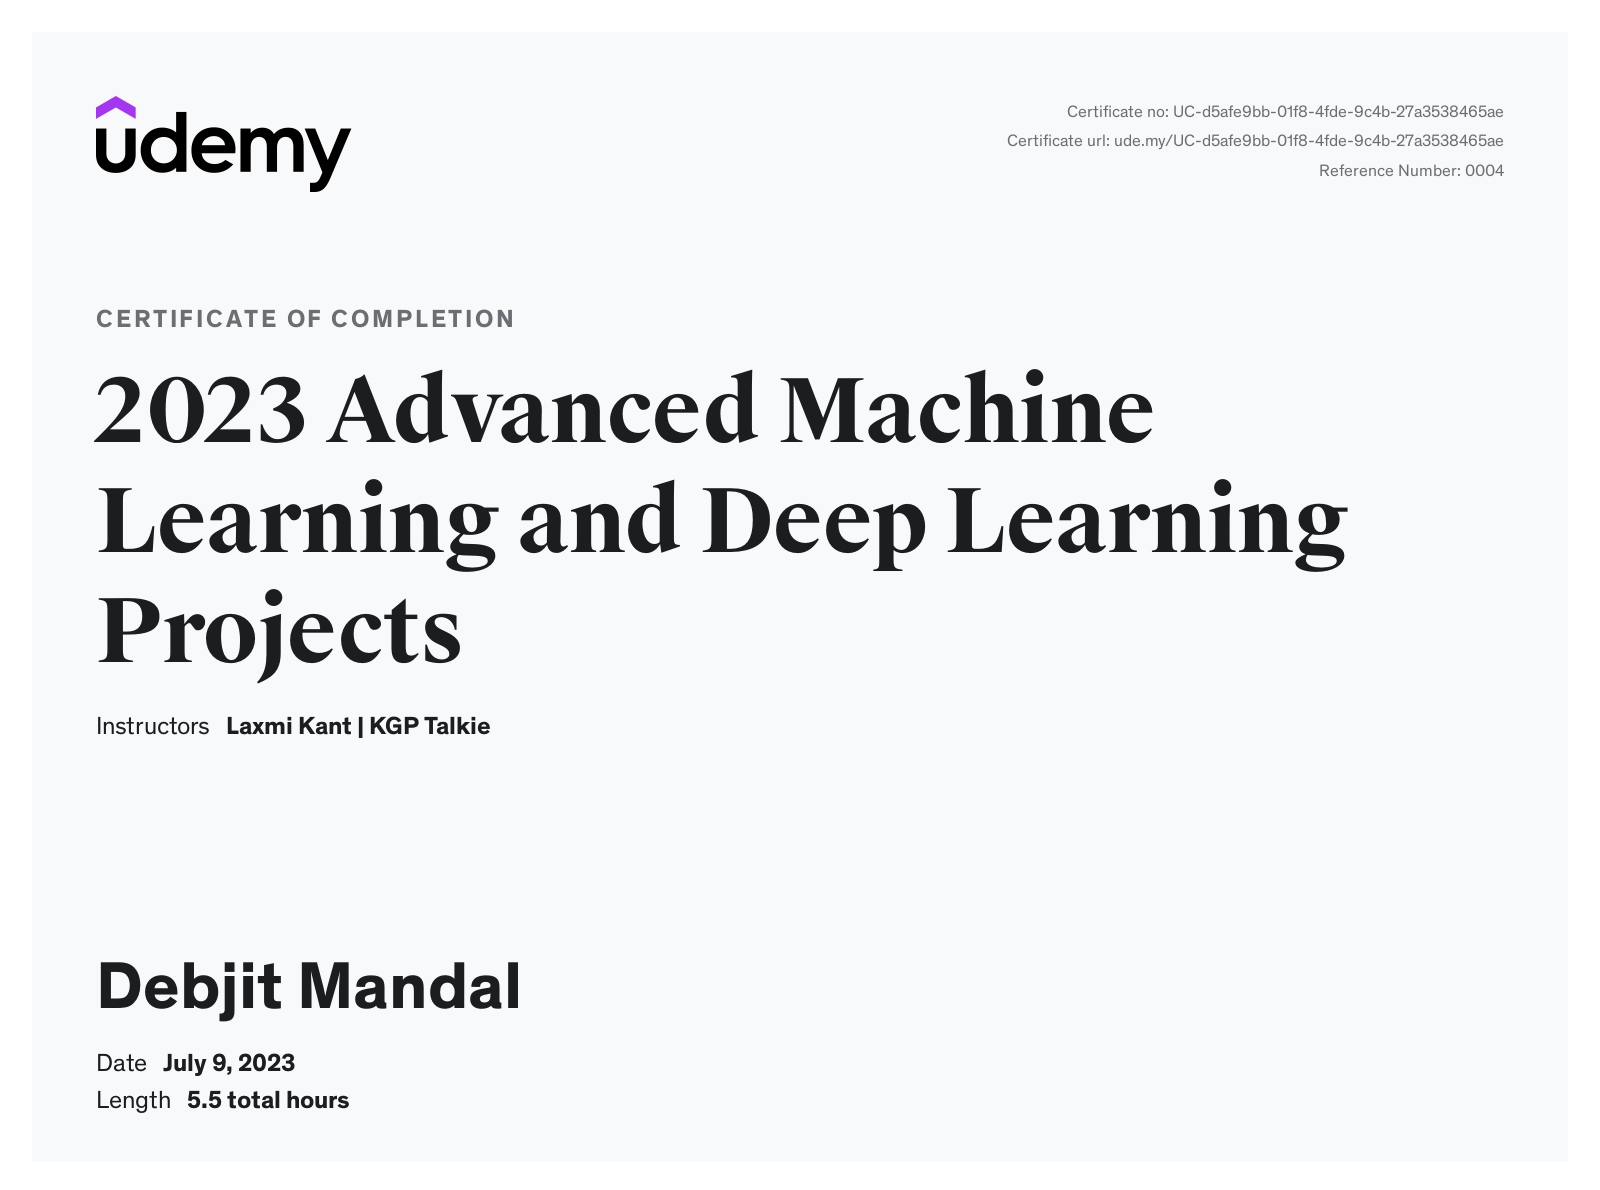 udemy
Certificate no: UC-d5afe9bb-01f8-4fde-9c4b-27a3538465ae
Certificate url: ude.my/UC-d5afe9bb-01f8-4fde-9c4b-27a3538465ae
Reference Number: 0004
CERTIFICATE OF COMPLETION
2023 Advanced Machine
Learning and Deep Learning
Projects
Instructors Laxmi Kant | KGP Talkie
Debjit Mandal
Date July 9, 2023
Length 5.5 total hours